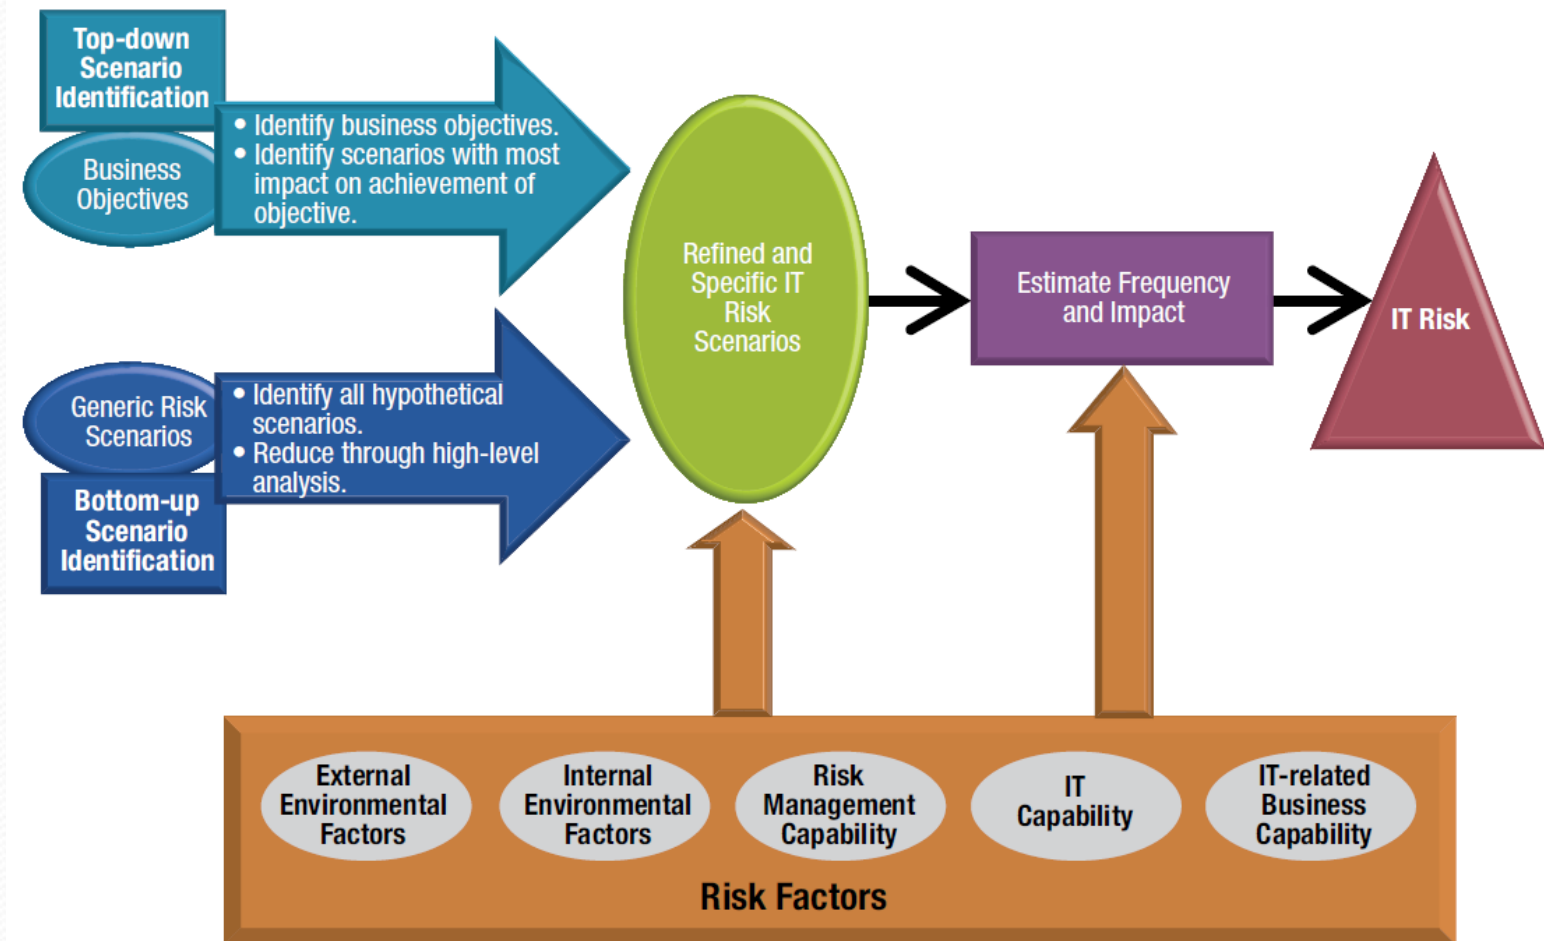 Top-down
Scenario
Identification
Business
Objectives
• Identify business objectives.
• Identify scenarios with most
impact on achievement of
objective.
Generic Risk
Scenarios
• Identify all hypothetical
scenarios.
• Reduce through high-level
analysis.
Bottom-up
Scenario
Identification
Refined and
Specific IT
Risk
Scenarios
Estimate Frequency
and Impact
IT Risk
External
Environmental
Factors
Internal
Environmental
Factors
Risk
Management
Capability
IT
Capability
IT-related
Business
Capability
Risk Factors